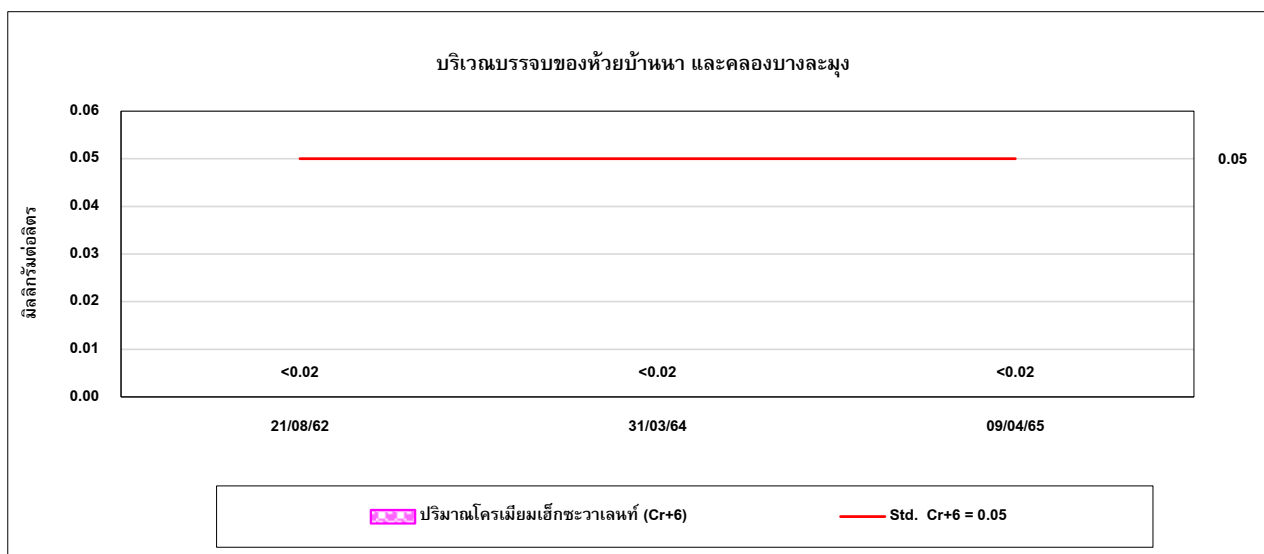 บริเวณบรรจบของห้วยบ้านนา และคลองบางละมุง
มิลลิกรัมต่อลิตร
0.06
0.05
0.05
0.04
0.03
0.02
0.01
<0.02 <0.02 <0.02
0.00
21/08/62 31/03/64 09/04/65
ปริมาณโครเมียมเฮ็กซะวาเลนท์ (Cr+6) Std. Cr+6 = 0.05